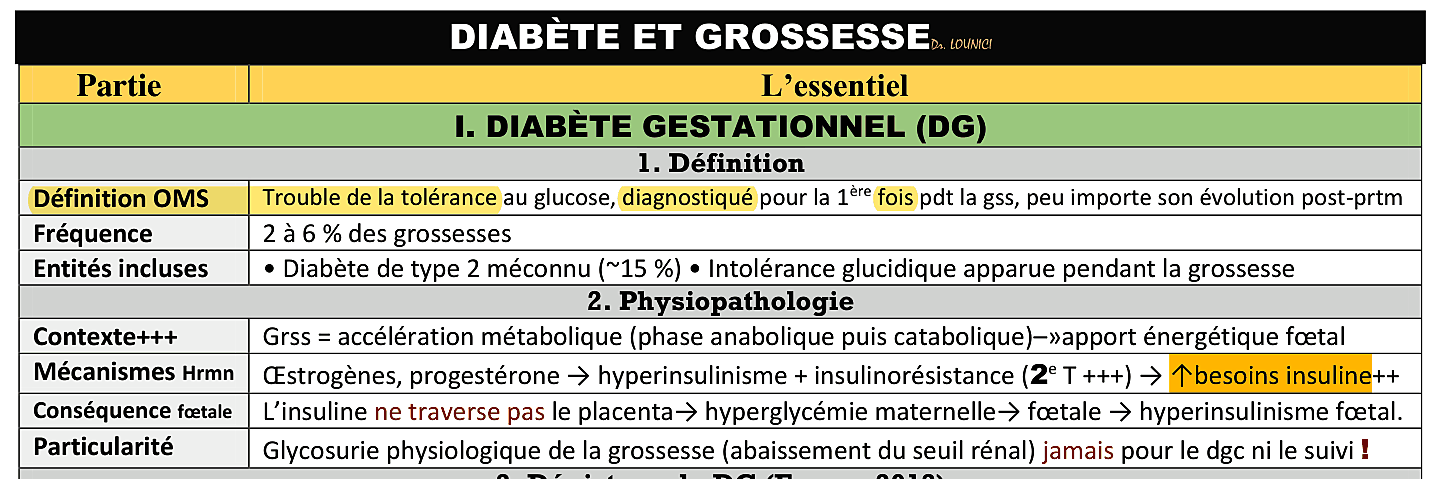 DIABÈTE ET GROSSESSE Dr. LOUNICI
Partie L'essentiel
I. DIABÈTE GESTATIONNEL (DG)
1. Définition
Définition OMS Trouble de la tolérance au glucose, diagnostiqué pour la 1ère fois pdt la gss, peu importe son évolution post-prtm
Fréquence 2 à 6 % des grossesses
Entités incluses • Diabète de type 2 méconnu (~15 %) • Intolérance glucidique apparue pendant la grossesse
2. Physiopathologie
Contexte+++ Grss = accélération métabolique (phase anabolique puis catabolique)–»apport énergétique fœtal
Mécanismes Hrmn Œstrogènes, progestérone → hyperinsulinisme + insulinorésistance (2e T +++) → ↑besoins insuline++
Conséquence fœtale L'insuline ne traverse pas le placenta→ hyperglycémie maternelle→ fœtale → hyperinsulinisme fœtal.
Particularité Glycosurie physiologique de la grossesse (abaissement du seuil rénal) jamais pour le dgc ni le suivi !